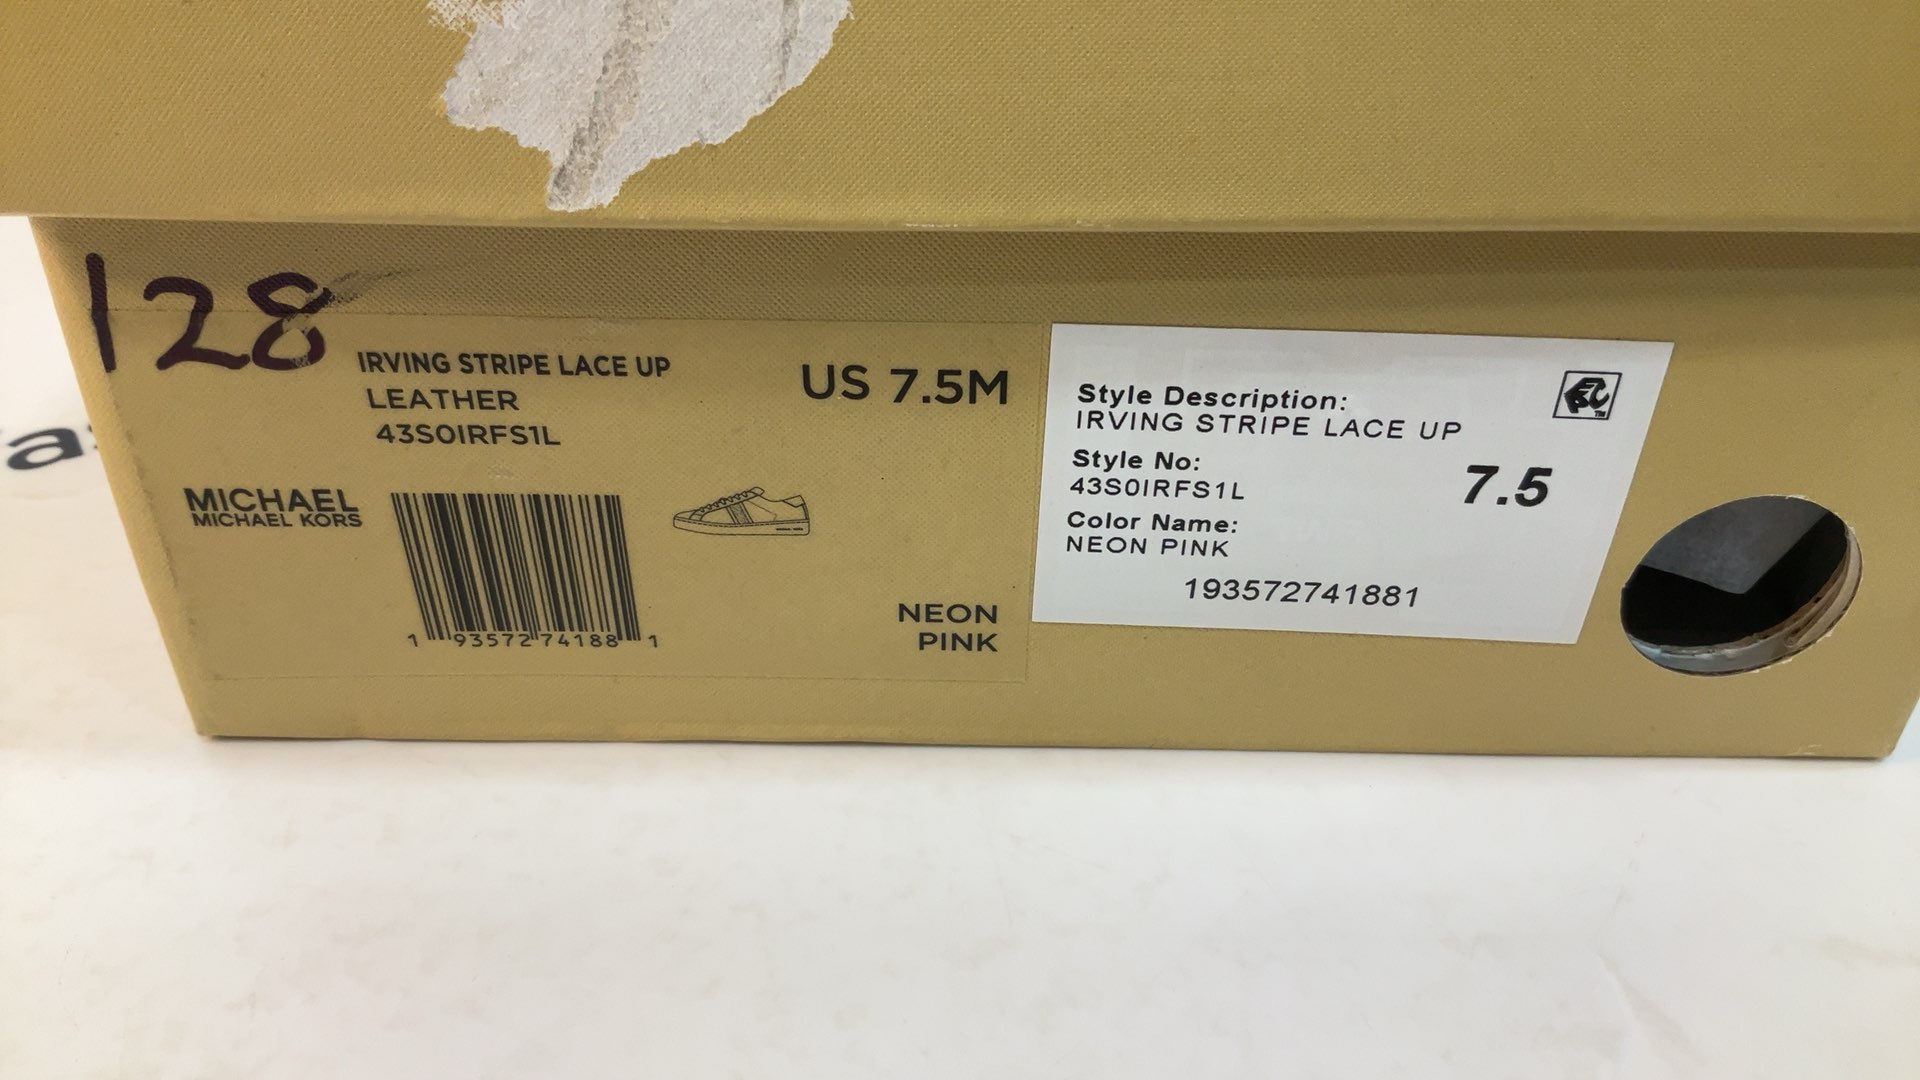 128
IRVING STRIPE LACE UP
LEATHER
43S0IRFS1L
US 7.5M
MICHAEL
MICHAEL KORS
1 93572 74188 1
NEON
PINK
Style Description:
IRVING STRIPE LACE UP
Style No:
43S0IRFS1L
7.5
Color Name:
NEON PINK
193572741881